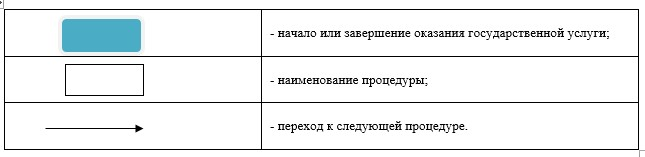 - начало или завершение оказания государственной услуги;
- наименование процедуры;
- переход к следующей процедуре.